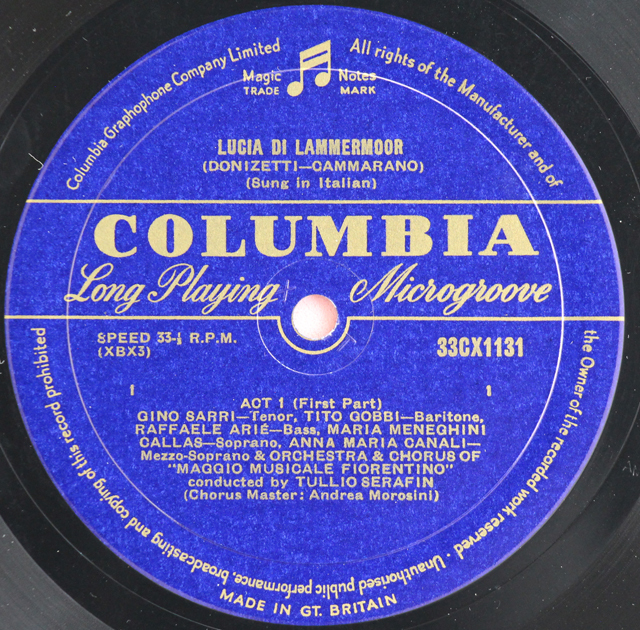 Columbia Graphophone Company Limited
All rights of the Manufacturer and of
the Owner of the recorded work reserved · Unauthorised public performance, broadcasting and copying of this record prohibited
Magic Notes
TRADE MARK
LUCIA DI LAMMERMOOR
(DONIZETTI—CAMMARANO)
(Sung in Italian)
COLUMBIA
Long Playing Microgroove
SPEED 33-⅓ R.P.M.
(XBX3)
33CX1131
1 1
ACT 1 (First Part)
GINO SARRI—Tenor, TITO GOBBI—Baritone,
RAFFAELE ARIÉ—Bass, MARIA MENEGHINI
CALLAS—Soprano, ANNA MARIA CANALI—
Mezzo-Soprano & ORCHESTRA & CHORUS OF
"MAGGIO MUSICALE FIORENTINO"
conducted by TULLIO SERAFIN
(Chorus Master: Andrea Morosini)
MADE IN GT. BRITAIN